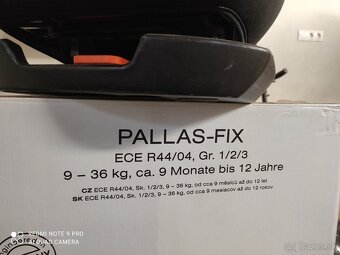 PALLAS-FIX
ECE R44/04, Gr. 1/2/3
9 – 36 kg, ca. 9 Monate bis 12 Jahre
CZ ECE R44/04, Sk. 1/2/3, 9 – 36 kg, od cca 9 měsíců až do 12 let
SK ECE R44/04, Sk. 1/2/3, 9 – 36 kg, od cca 9 mesiacov až do 12 rokov
REDMI NOTE 9 PRO
AI QUAD CAMERA